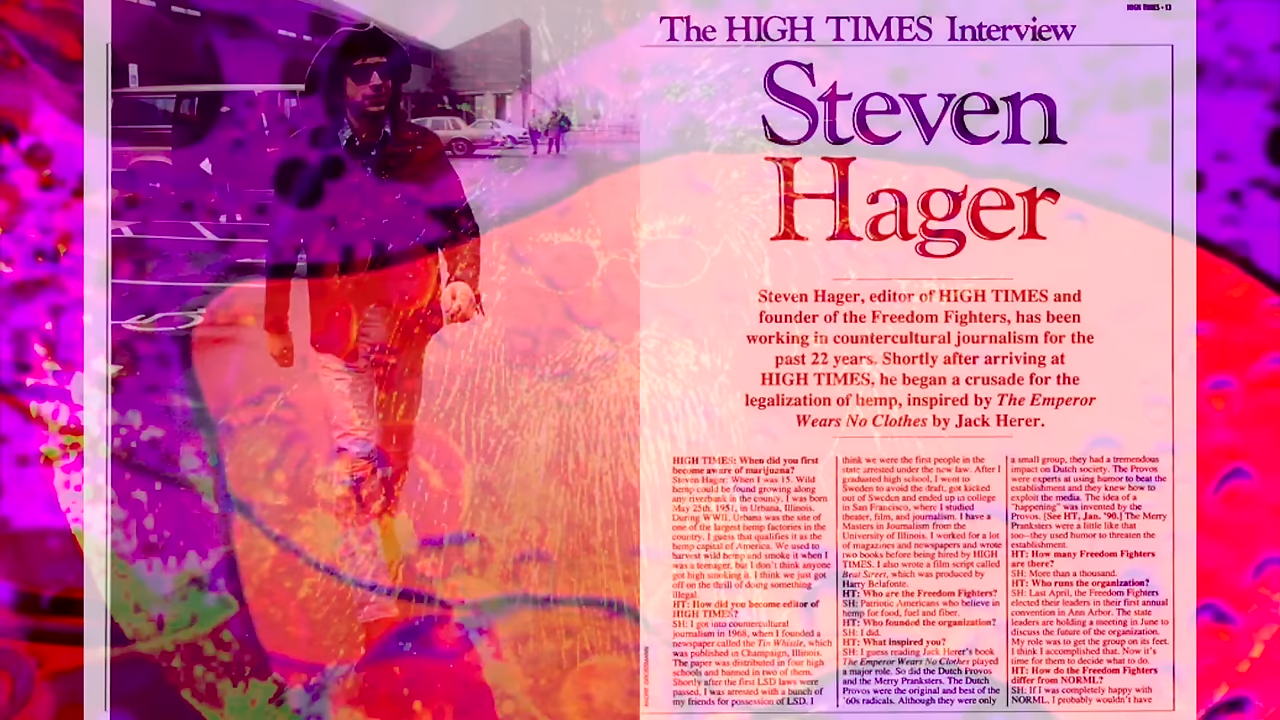 HIGH TIMES • 13
The HIGH TIMES Interview
Steven
Hager
Steven Hager, editor of HIGH TIMES and
founder of the Freedom Fighters, has been
working in countercultural journalism for the
past 22 years. Shortly after arriving at
HIGH TIMES, he began a crusade for the
legalization of hemp, inspired by The Emperor
Wears No Clothes by Jack Herer.
HIGH TIMES: When did you first
become aware of marijuana?
Steven Hager: When I was 15. Wild
hemp could be found growing along
any riverbank in the county. I was born
May 25th, 1951, in Urbana, Illinois.
During WWII, Urbana was the site of
one of the largest hemp factories in the
country. I guess that qualifies it as the
hemp capital of America. We used to
harvest wild hemp and smoke it when I
was a teenager, but I don't think anyone
got high smoking it. I think we just got
off on the thrill of doing something
illegal.
HT: How did you become editor of
HIGH TIMES?
SH: I got into countercultural
journalism in 1968, when I founded a
newspaper called the Tin Whistle, which
was published in Champaign, Illinois.
The paper was distributed in four high
schools and banned in two of them.
Shortly after the first LSD laws were
passed, I was arrested with a bunch of
my friends for possession of LSD. I
think we were the first people in the
state arrested under the new law. After I
graduated high school, I went to
Sweden to avoid the draft, got kicked
out of Sweden and ended up in college
in San Francisco, where I studied
theater, film, and journalism. I have a
Masters in Journalism from the
University of Illinois. I worked for a lot
of magazines and newspapers and wrote
two books before being hired by HIGH
TIMES. I also wrote a film script called
Beat Street, which was produced by
Harry Belafonte.
HT: Who are the Freedom Fighters?
SH: Patriotic Americans who believe in
hemp for food, fuel and fiber.
HT: Who founded the organization?
SH: I did.
HT: What inspired you?
SH: I guess reading Jack Herer's book
The Emperor Wears No Clothes played
a major role. So did the Dutch Provos
and the Merry Pranksters. The Dutch
Provos were the original and best of the
'60s radicals. Although they were only
a small group, they had a tremendous
impact on Dutch society. The Provos
were experts at using humor to beat the
establishment and they knew how to
exploit the media. The idea of a
"happening" was invented by the
Provos. [See HT, Jan. '90.] The Merry
Pranksters were a little like that
too—they used humor to threaten the
establishment.
HT: How many Freedom Fighters
are there?
SH: More than a thousand.
HT: Who runs the organization?
SH: Last April, the Freedom Fighters
elected their leaders in their first annual
convention in Ann Arbor. The state
leaders are holding a meeting in June to
discuss the future of the organization.
My role was to get the group on its feet.
I think I accomplished that. Now it's
time for them to decide what to do.
HT: How do the Freedom Fighters
differ from NORML?
SH: If I was completely happy with
NORML, I probably wouldn't have